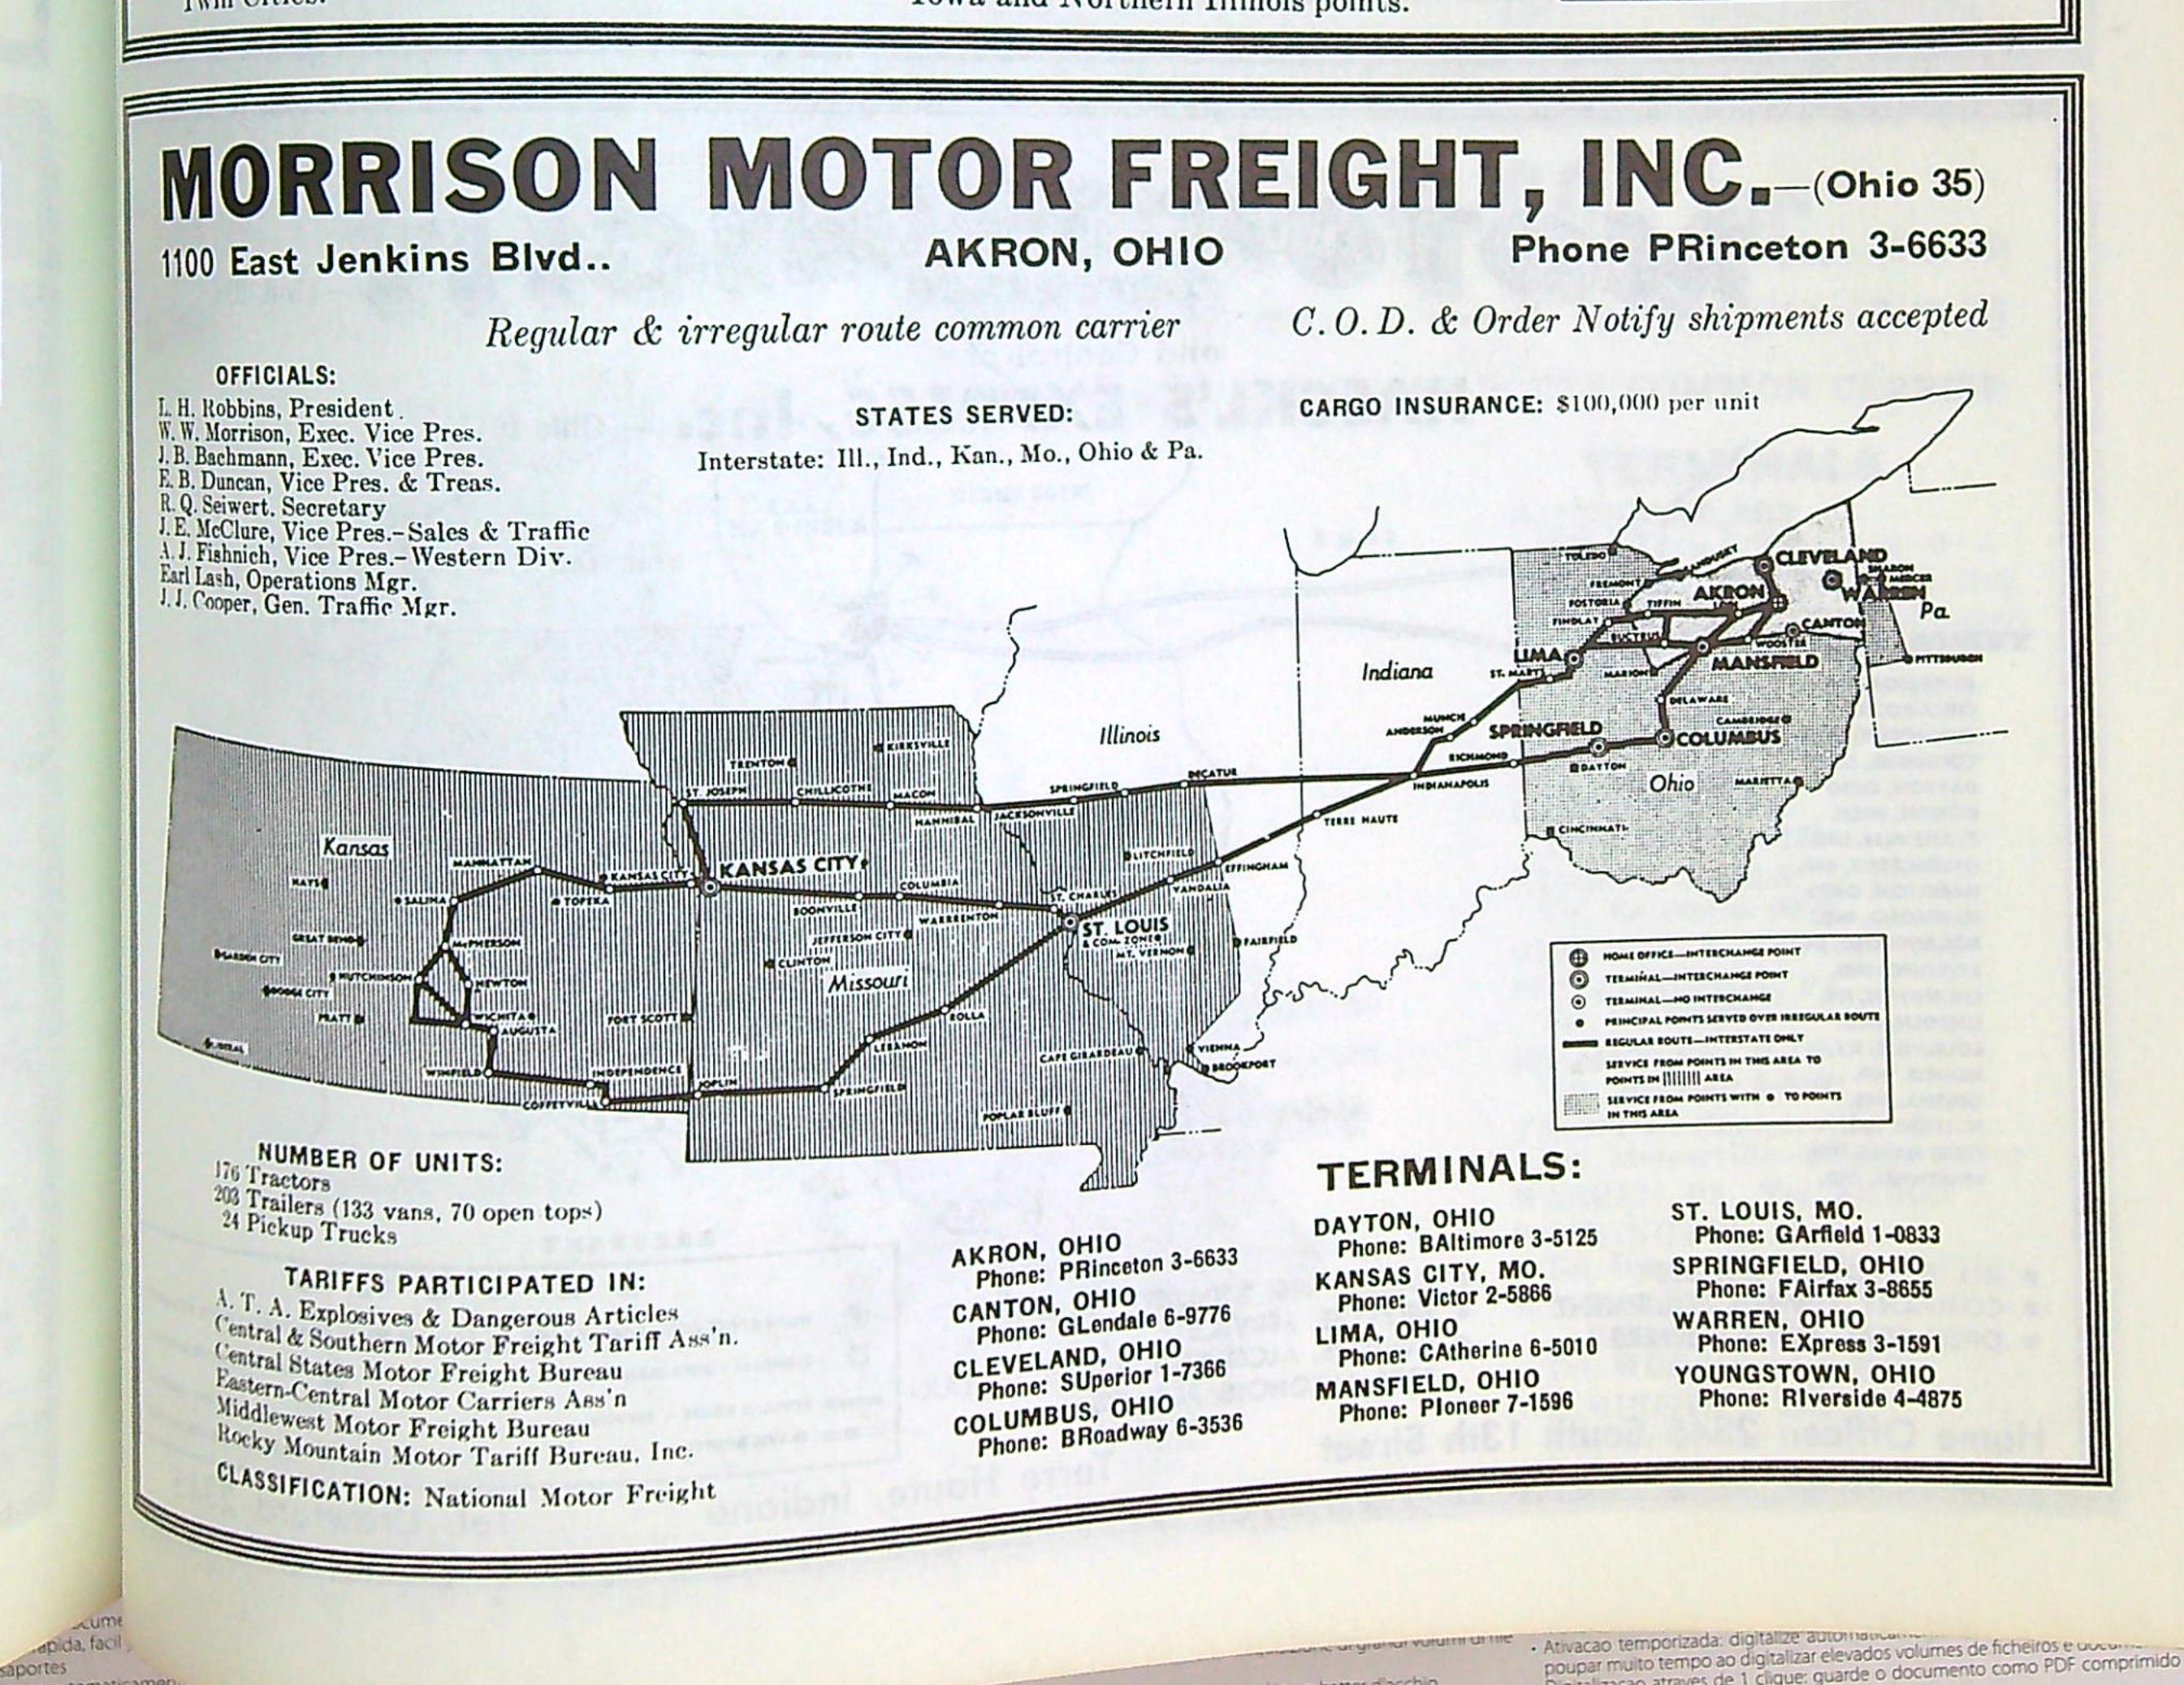 Iowa and Northern Illinois points.
MORRISON MOTOR FREIGHT, INC.—(Ohio 35)
1100 East Jenkins Blvd..
AKRON, OHIO
Phone PRinceton 3-6633
Regular & irregular route common carrier
C.O.D. & Order Notify shipments accepted
OFFICIALS:
L. H. Robbins, President.
W. W. Morrison, Exec. Vice Pres.
J. B. Bachmann, Exec. Vice Pres.
E. B. Duncan, Vice Pres. & Treas.
R. Q. Seiwert, Secretary
J. E. McClure, Vice Pres.-Sales & Traffic
A. J. Fishnich, Vice Pres.-Western Div.
Earl Lash, Operations Mgr.
J. J. Cooper, Gen. Traffic Mgr.
STATES SERVED:
Interstate: Ill., Ind., Kan., Mo., Ohio & Pa.
CARGO INSURANCE: $100,000 per unit
TOLEDO
CLEVELAND
SHARON
MERCER
FREMONT
AKRON
WARREN
FOSTORIA
TIFFIN
Pa.
FINDLAY
CANTON
BUCYRUS
WOOSTER
LIMA
MANSFIELD
PITTSBURGH
Indiana
ST. MARYS
MARION
DELAWARE
MUNCIE
CAMBRIDGE
ANDERSON
SPRINGFIELD
COLUMBUS
RICHMOND
DAYTON
Ohio
MARIETTA
INDIANAPOLIS
CINCINNATI
TERRE HAUTE
Illinois
KIRKSVILLE
TRENTON
DECATUR
ST. JOSEPH
CHILLICOTHE
MACON
SPRINGFIELD
HANNIBAL
JACKSONVILLE
Kansas
MANHATTAN
KANSAS CITY
KANSAS CITY
LITCHFIELD
EFFINGHAM
HAYS
SALINA
TOPEKA
COLUMBIA
ST. CHARLES
VANDALIA
BOONVILLE
WARRENTON
ST. LOUIS
& COM. ZONE
GREAT BEND
McPHERSON
JEFFERSON CITY
MT. VERNON
FAIRFIELD
GARDEN CITY
HUTCHINSON
NEWTON
CLINTON
Missouri
DODGE CITY
PRATT
WICHITA
FORT SCOTT
ROLLA
AUGUSTA
LEBANON
CAPE GIRARDEAU
VIENNA
LIBERAL
WINFIELD
INDEPENDENCE
JOPLIN
SPRINGFIELD
BROOKPORT
COFFEYVILLE
POPLAR BLUFF
HOME OFFICE—INTERCHANGE POINT
TERMINAL—INTERCHANGE POINT
TERMINAL—NO INTERCHANGE
PRINCIPAL POINTS SERVED OVER IRREGULAR ROUTE
REGULAR ROUTE—INTERSTATE ONLY
SERVICE FROM POINTS IN THIS AREA TO
POINTS IN AREA
SERVICE FROM POINTS WITH ● TO POINTS
IN THIS AREA
NUMBER OF UNITS:
176 Tractors
203 Trailers (133 vans, 70 open tops)
24 Pickup Trucks
TARIFFS PARTICIPATED IN:
A. T. A. Explosives & Dangerous Articles
Central & Southern Motor Freight Tariff Ass'n.
Central States Motor Freight Bureau
Eastern-Central Motor Carriers Ass'n
Middlewest Motor Freight Bureau
Rocky Mountain Motor Tariff Bureau, Inc.
CLASSIFICATION: National Motor Freight
TERMINALS:
AKRON, OHIO
Phone: PRinceton 3-6633
CANTON, OHIO
Phone: GLendale 6-9776
CLEVELAND, OHIO
Phone: SUperior 1-7366
COLUMBUS, OHIO
Phone: BRoadway 6-3536
DAYTON, OHIO
Phone: BAltimore 3-5125
KANSAS CITY, MO.
Phone: Victor 2-5866
LIMA, OHIO
Phone: CAtherine 6-5010
MANSFIELD, OHIO
Phone: PIoneer 7-1596
ST. LOUIS, MO.
Phone: GArfield 1-0833
SPRINGFIELD, OHIO
Phone: FAirfax 3-8655
WARREN, OHIO
Phone: EXpress 3-1591
YOUNGSTOWN, OHIO
Phone: RIverside 4-4875
• Ativacao temporizada: digitalize
poupar muito tempo ao digitalizar elevados volumes de ficheiros e
atraves de 1 clique: guarde o documento como PDF comprimido